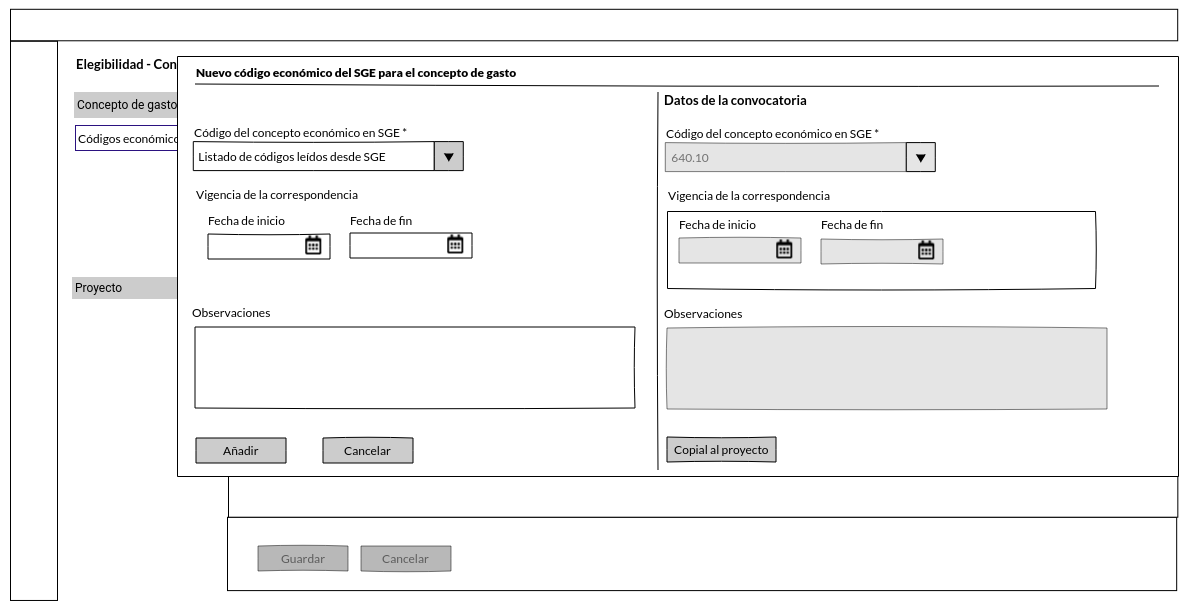 Elegibilidad - Con
Concepto de gasto
Códigos económico
Proyecto
Nuevo código económico del SGE para el concepto de gasto
Código del concepto económico en SGE *
Listado de códigos leídos desde SGE
Vigencia de la correspondencia
Fecha de inicio
Fecha de fin
Observaciones
Añadir
Cancelar
Datos de la convocatoria
Código del concepto económico en SGE *
640.10
Vigencia de la correspondencia
Fecha de inicio
Fecha de fin
Observaciones
Copial al proyecto
Guardar
Cancelar